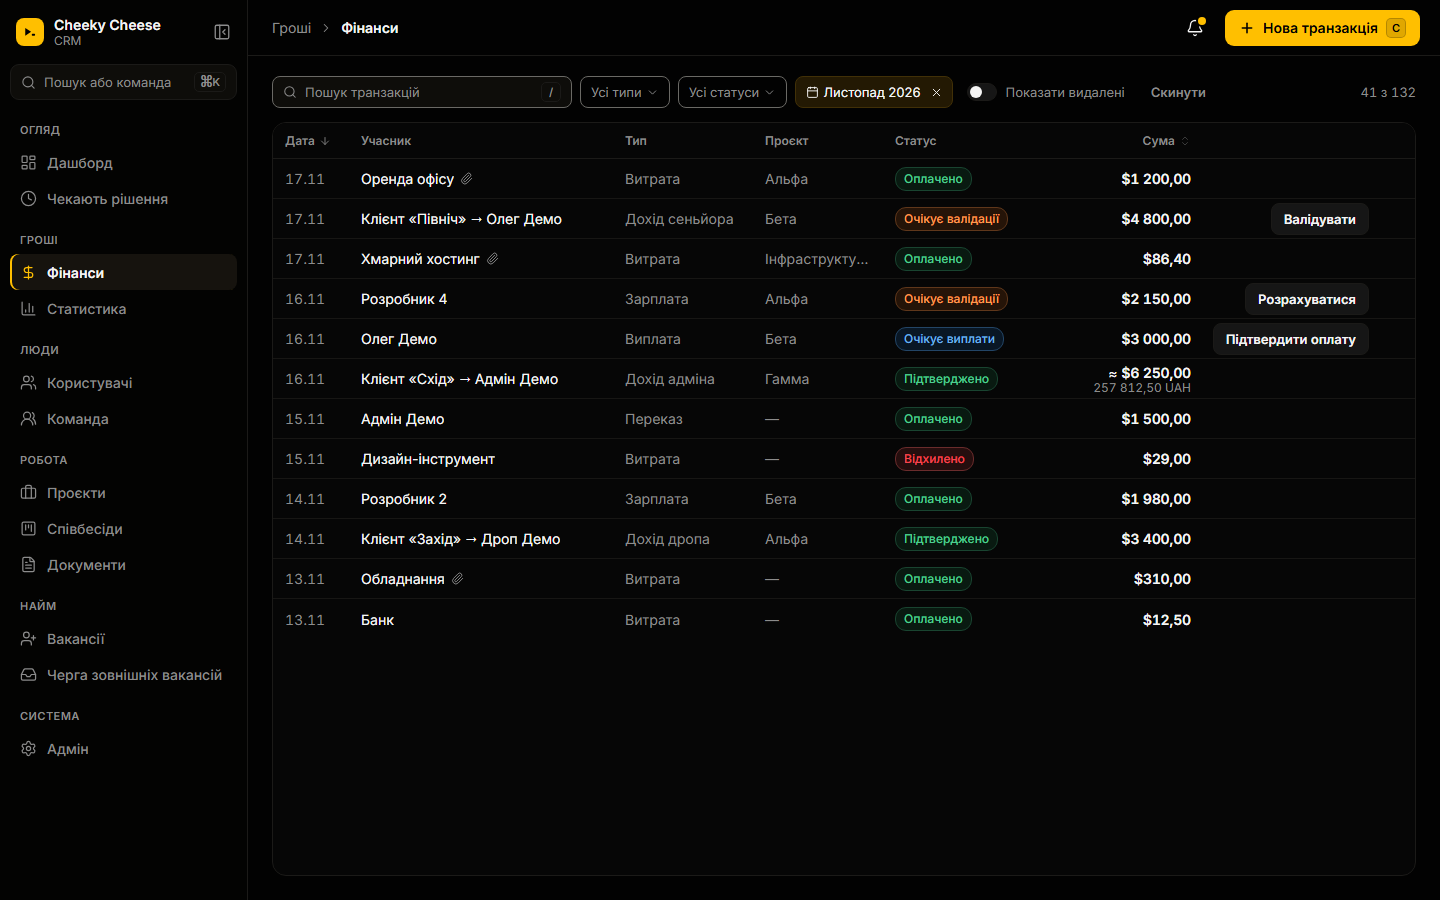 Cheeky Cheese
CRM
Пошук або команда ⌘K
ОГЛЯД
Дашборд
Чекають рішення
ГРОШІ
Фінанси
Статистика
ЛЮДИ
Користувачі
Команда
РОБОТА
Проєкти
Співбесіди
Документи
НАЙМ
Вакансії
Черга зовнішніх вакансій
СИСТЕМА
Адмін
Гроші > Фінанси
+ Нова транзакція C
Пошук транзакцій /
Усі типи
Усі статуси
Листопад 2026 ×
Показати видалені
Скинути
41 з 132
Дата ↓ Учасник Тип Проєкт Статус Сума
17.11 Оренда офісу Витрата Альфа Оплачено $1 200,00
17.11 Клієнт «Північ» → Олег Демо Дохід сеньйора Бета Очікує валідації $4 800,00 Валідувати
17.11 Хмарний хостинг Витрата Інфраструкту... Оплачено $86,40
16.11 Розробник 4 Зарплата Альфа Очікує валідації $2 150,00 Розрахуватися
16.11 Олег Демо Виплата Бета Очікує виплати $3 000,00 Підтвердити оплату
16.11 Клієнт «Схід» → Адмін Демо Дохід адміна Гамма Підтверджено ≈ $6 250,00
257 812,50 UAH
15.11 Адмін Демо Переказ — Оплачено $1 500,00
15.11 Дизайн-інструмент Витрата — Відхилено $29,00
14.11 Розробник 2 Зарплата Бета Оплачено $1 980,00
14.11 Клієнт «Захід» → Дроп Демо Дохід дропа Альфа Підтверджено $3 400,00
13.11 Обладнання Витрата — Оплачено $310,00
13.11 Банк Витрата — Оплачено $12,50